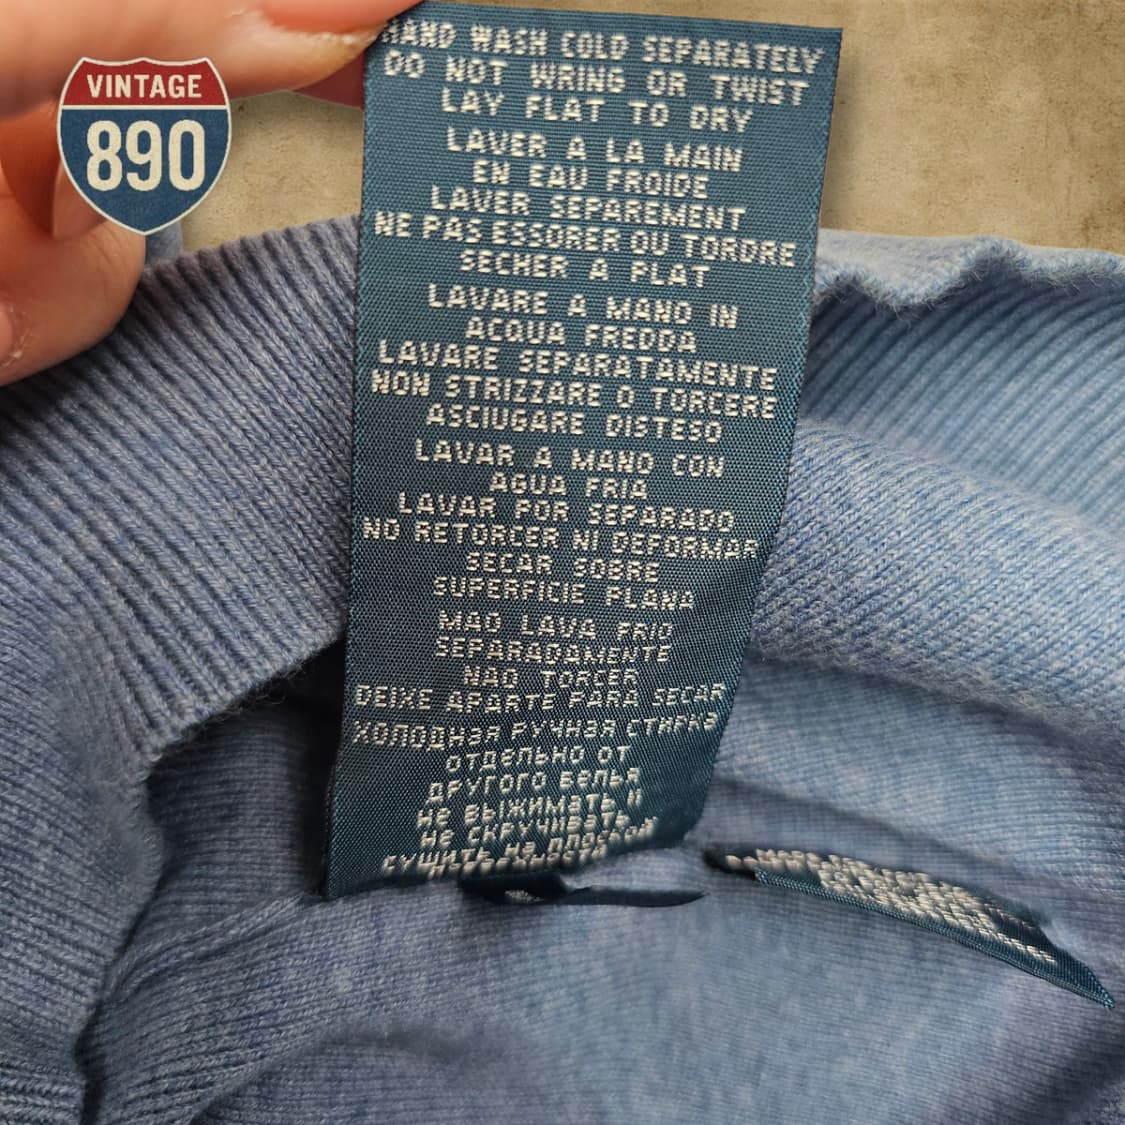 VINTAGE
890
HAND WASH COLD SEPARATELY
DO NOT WRING OR TWIST
LAY FLAT TO DRY
LAVER A LA MAIN
EN EAU FROIDE
LAVER SEPAREMENT
NE PAS ESSORER OU TORDRE
SECHER A PLAT
LAVARE A MANO IN
ACQUA FREDDA
LAVARE SEPARATAMENTE
NON STRIZZARE O TORCERE
ASCIUGARE DISTESO
LAVAR A MANO CON
AGUA FRIA
LAVAR POR SEPARADO
NO RETORCER NI DEFORMAR
SECAR SOBRE
SUPERFICIE PLANA
MAO LAVA FRIO
SEPARADAMENTE
NAO TORCER
DEIXE APARTE PARA SECAR
ХОЛОДНАЯ РУЧНАЯ СТИРКА
ОТДЕЛЬНО ОТ
ДРУГОГО БЕЛЬЯ
НЕ ВЫЖИМАТЬ И
НЕ СКРУЧИВАТЬ
СУШИТЬ НА ПЛОСКОЙ